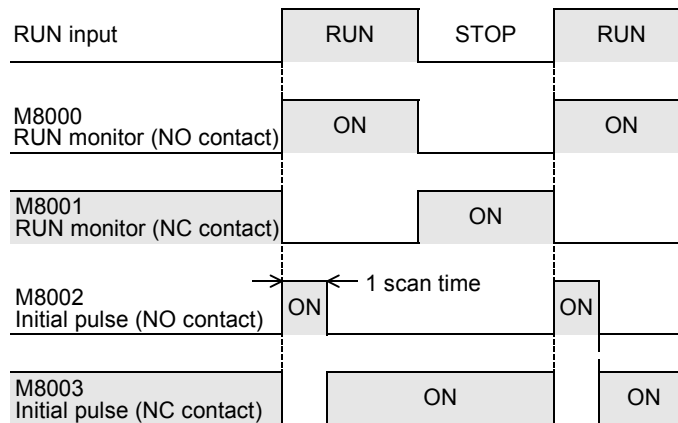 RUN input RUN STOP RUN
M8000
RUN monitor (NO contact) ON ON
M8001
RUN monitor (NC contact) ON
1 scan time
M8002
Initial pulse (NO contact) ON ON
M8003
Initial pulse (NC contact) ON ON